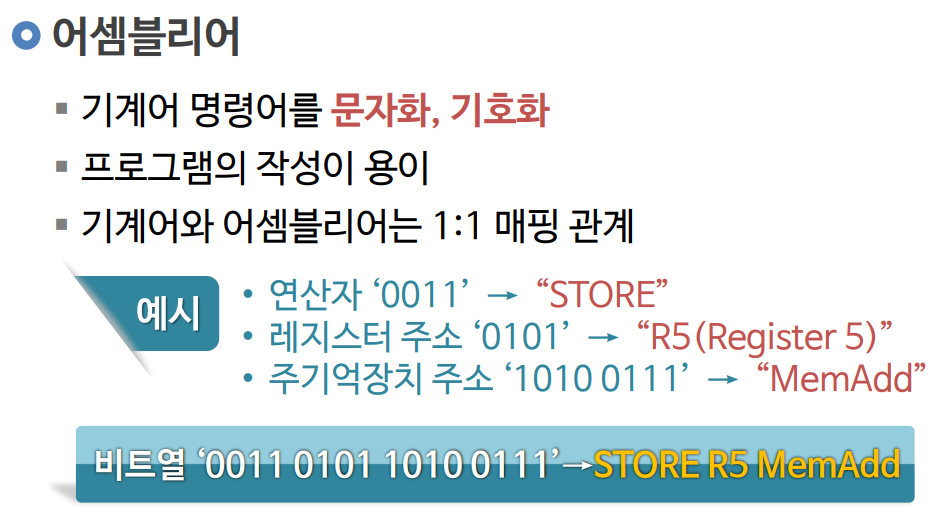 어셈블리어
기계어 명령어를 문자화, 기호화
프로그램의 작성이 용이
기계어와 어셈블리어는 1:1 매핑 관계
예시
• 연산자 ‘0011’ → “STORE”
• 레지스터 주소 ‘0101’ → “R5(Register 5)”
• 주기억장치 주소 ‘1010 0111’ → “MemAdd”
비트열 ‘0011 0101 1010 0111’→STORE R5 MemAdd